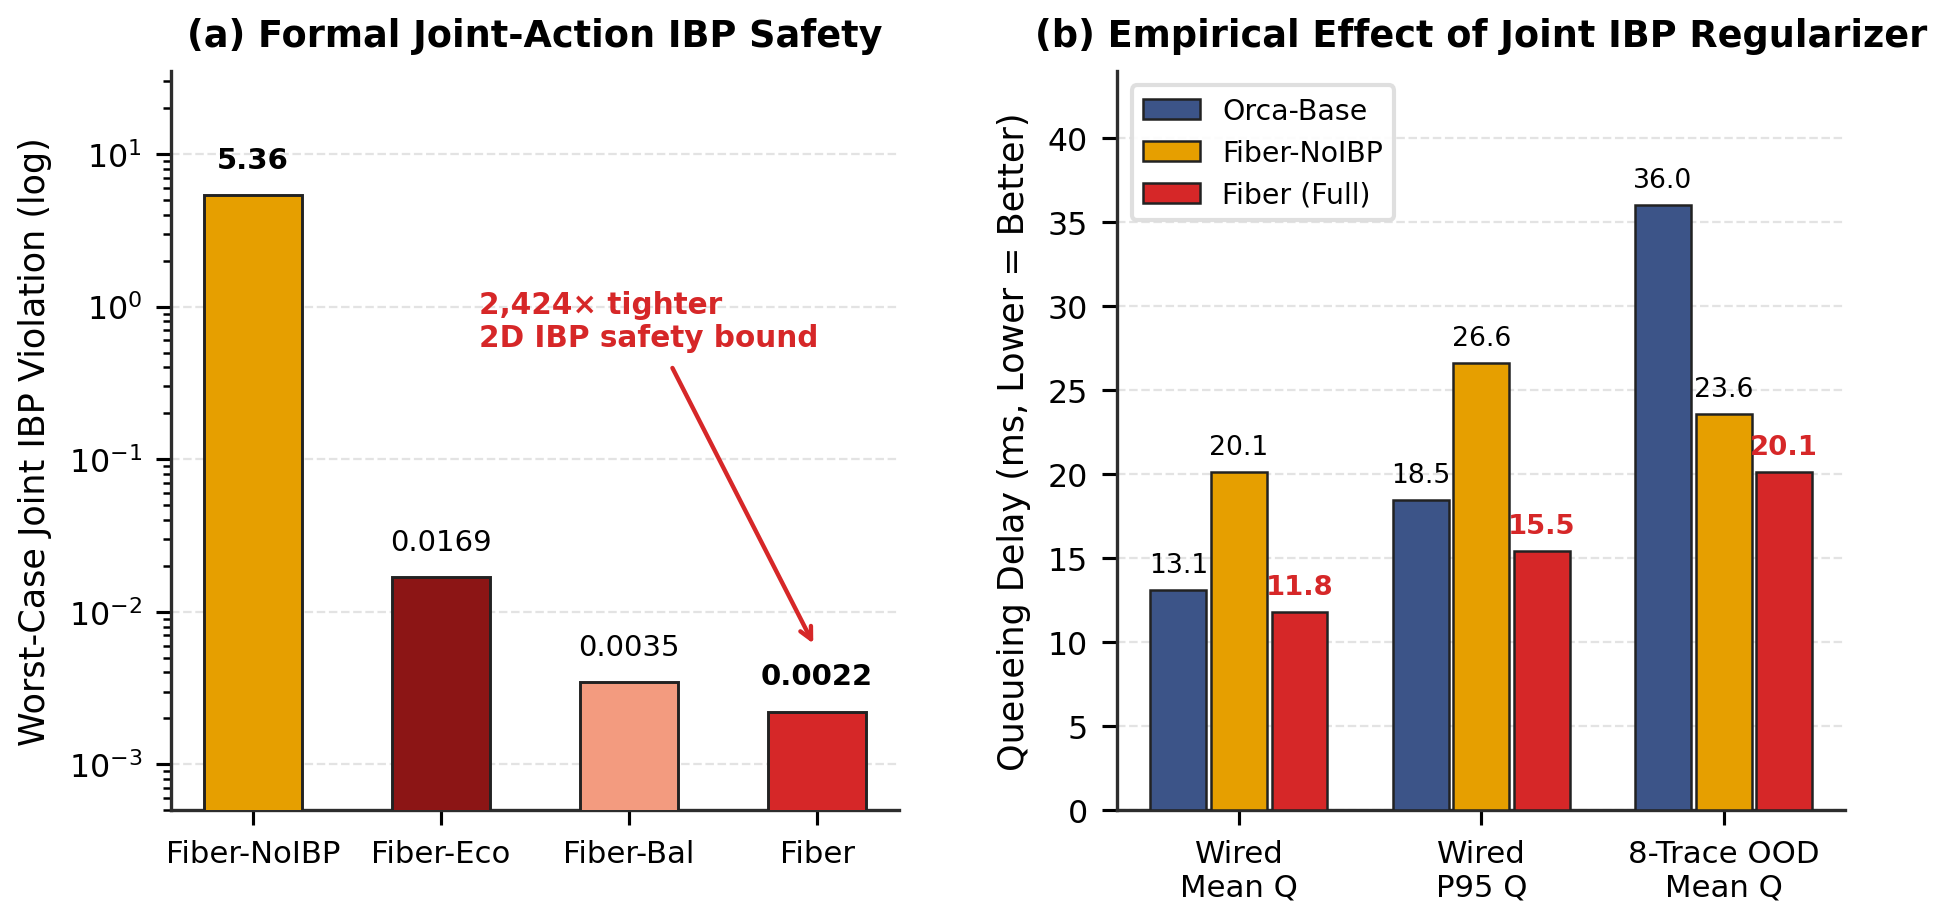 (a) Formal Joint-Action IBP Safety
Worst-Case Joint IBP Violation (log)
10¹
10⁰
10⁻¹
10⁻²
10⁻³
5.36
0.0169
0.0035
0.0022
2,424× tighter
2D IBP safety bound
Fiber-NoIBP
Fiber-Eco
Fiber-Bal
Fiber
(b) Empirical Effect of Joint IBP Regularizer
Queueing Delay (ms, Lower = Better)
40
35
30
25
20
15
10
5
0
Orca-Base
Fiber-NoIBP
Fiber (Full)
13.1
20.1
11.8
18.5
26.6
15.5
36.0
23.6
20.1
Wired
Mean Q
Wired
P95 Q
8-Trace OOD
Mean Q